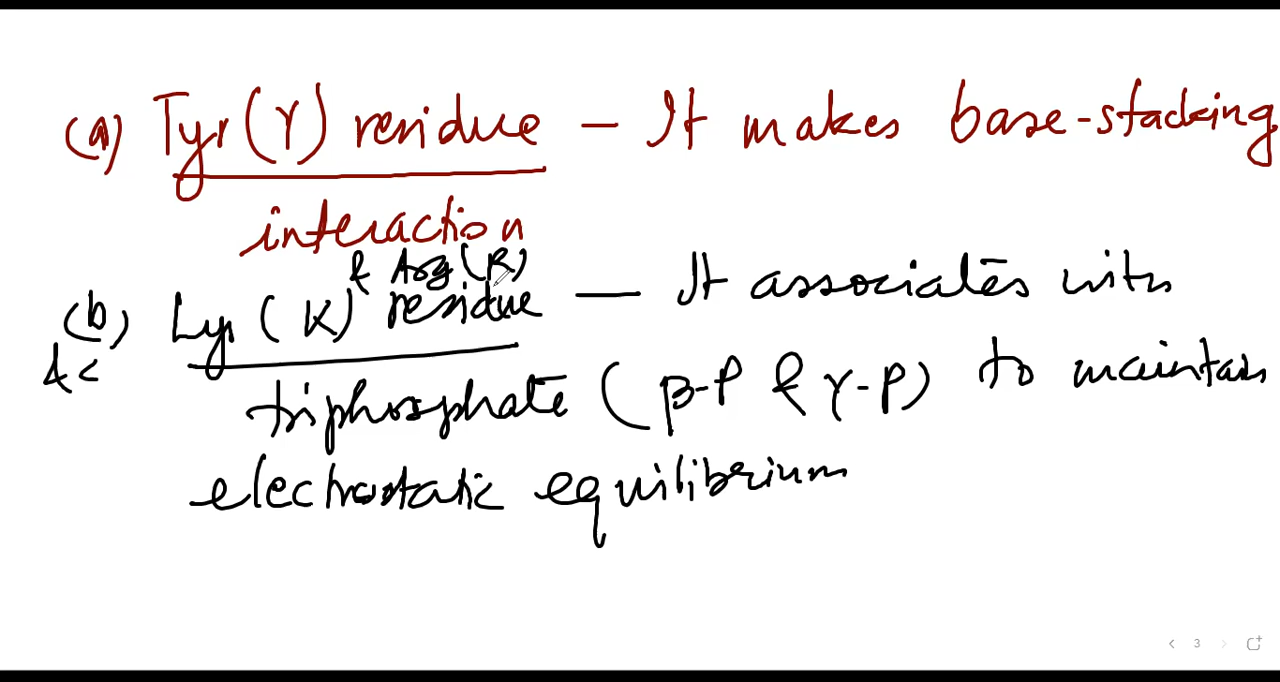 (a) Tyr (Y) residue — It makes base-stacking
interaction
& Arg (R)
(b) Lys (K) residue — It associates with
triphosphate (β-P & γ-P) to maintain
electrostatic equilibrium
3